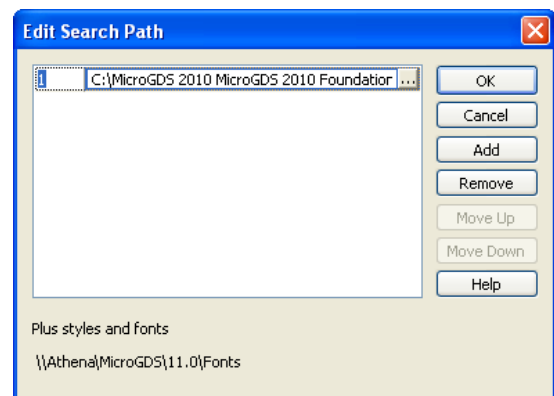 Edit Search Path
1 C:\MicroGDS 2010 MicroGDS 2010 Foundation ...
OK
Cancel
Add
Remove
Move Up
Move Down
Help
Plus styles and fonts
\\Athena\MicroGDS\11.0\Fonts